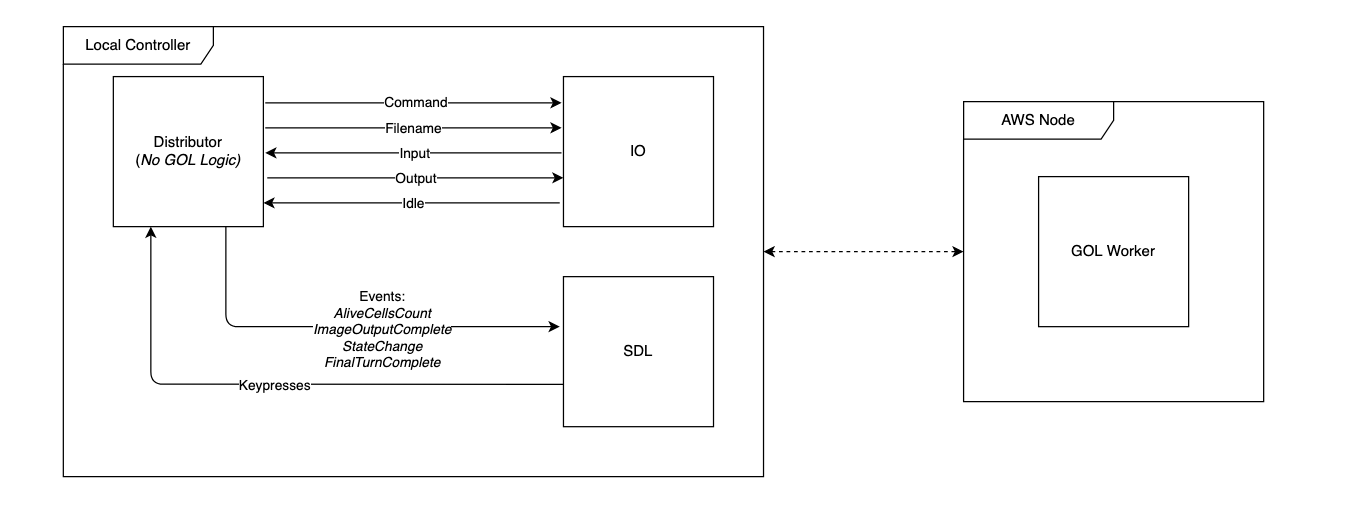 Local Controller
Distributor
(No GOL Logic)
Command
Filename
Input
Output
Idle
IO
Events:
AliveCellsCount
ImageOutputComplete
StateChange
FinalTurnComplete
Keypresses
SDL
AWS Node
GOL Worker